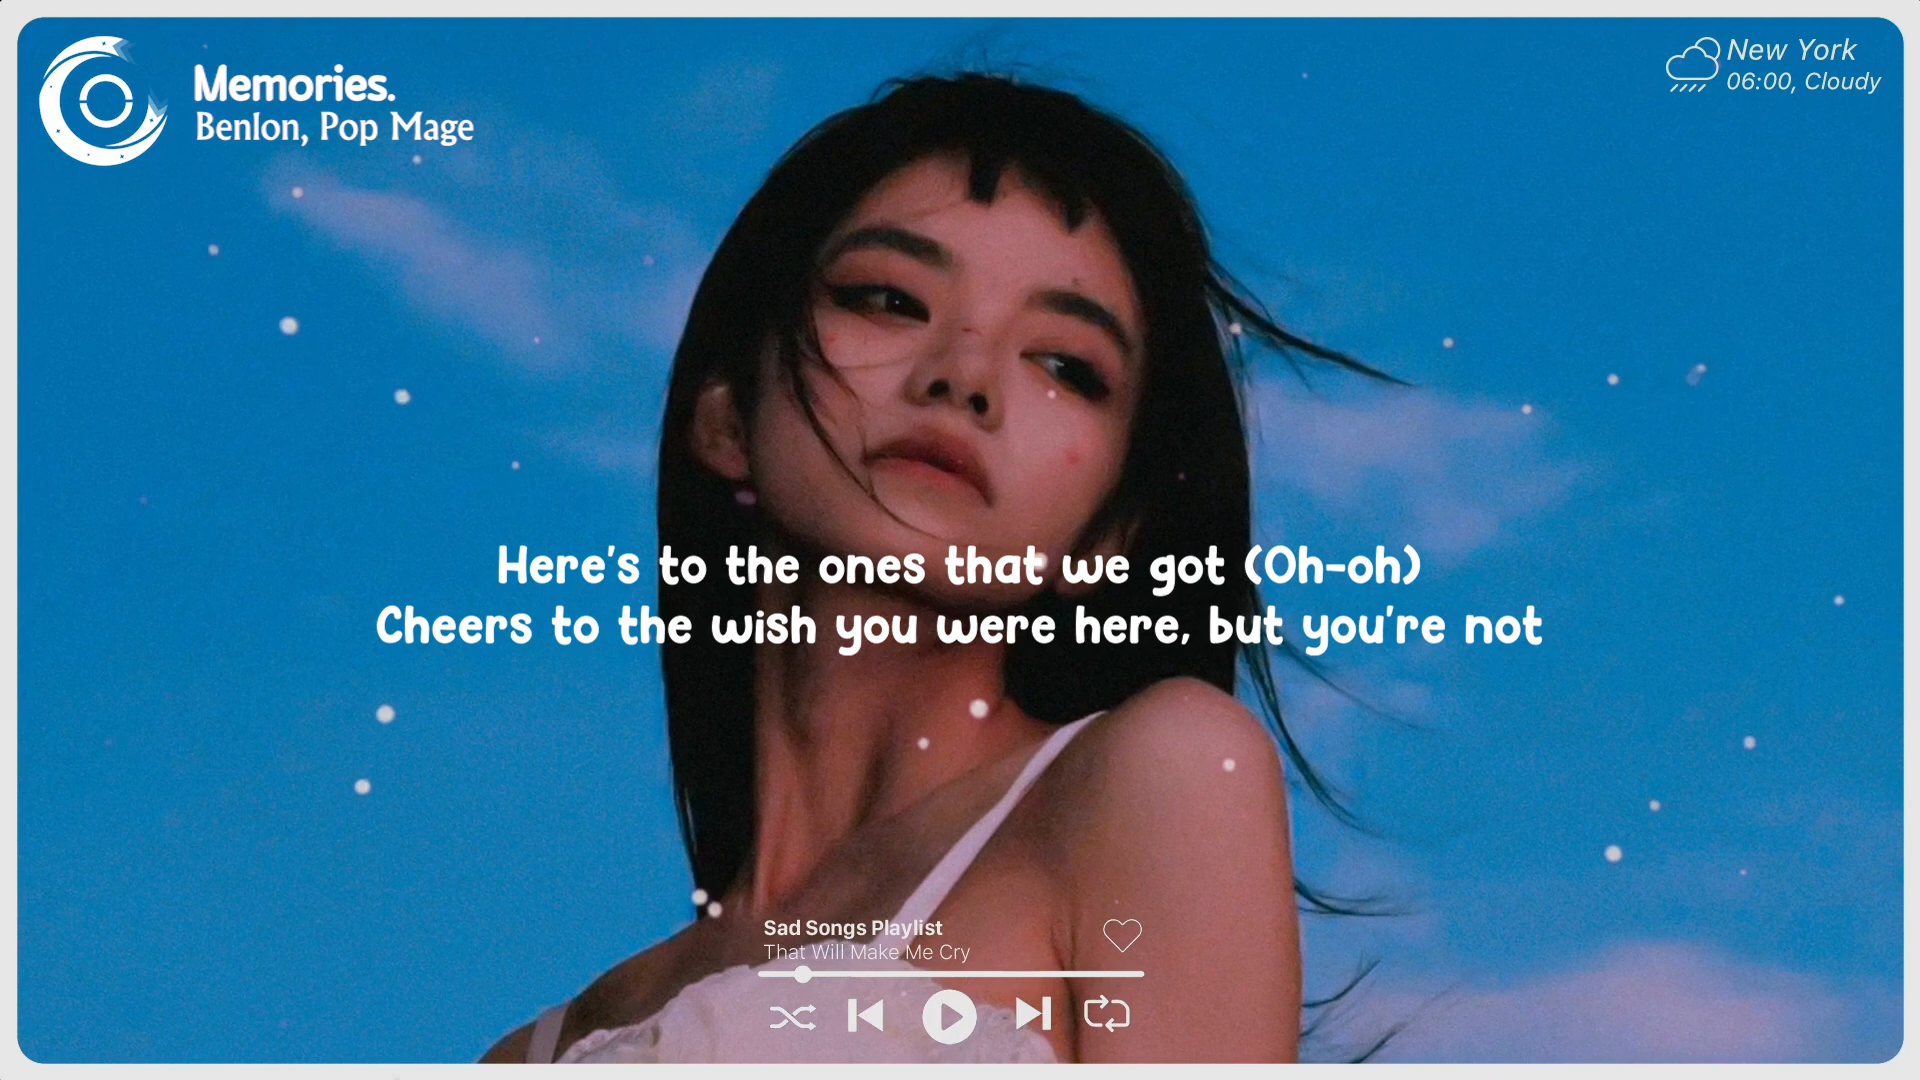 Memories.
Benlon, Pop Mage
New York
06:00, Cloudy
Here's to the ones that we got (Oh-oh)
Cheers to the wish you were here, but you're not
Sad Songs Playlist
That Will Make Me Cry